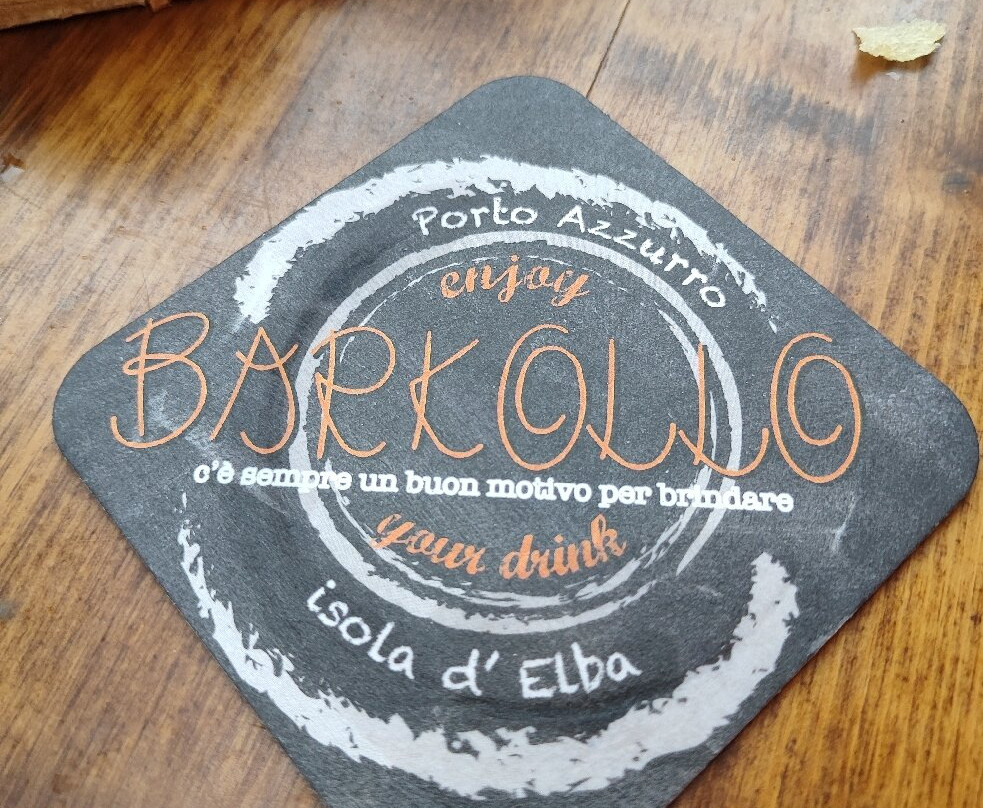 Porto Azzurro
enjoy
BARKOLLO
c'è sempre un buon motivo per brindare
your drink
isola d' Elba